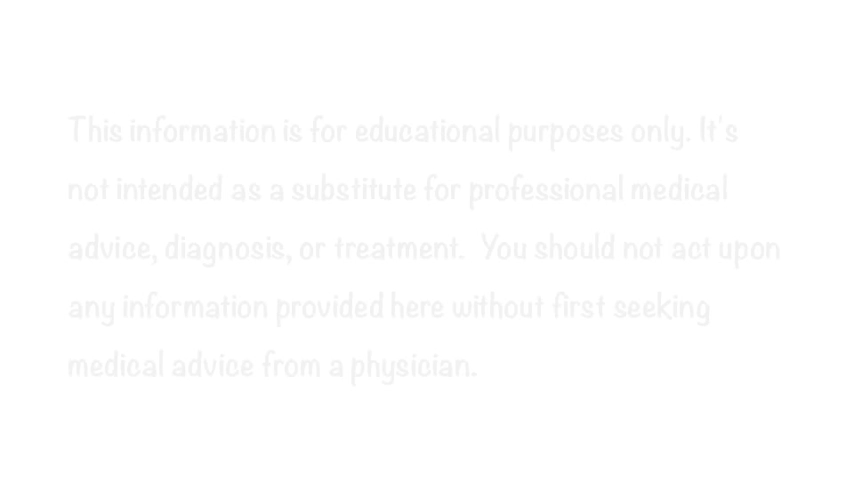 This information is for educational purposes only. It's
not intended as a substitute for professional medical
advice, diagnosis, or treatment.  You should not act upon
any information provided here without first seeking
medical advice from a physician.